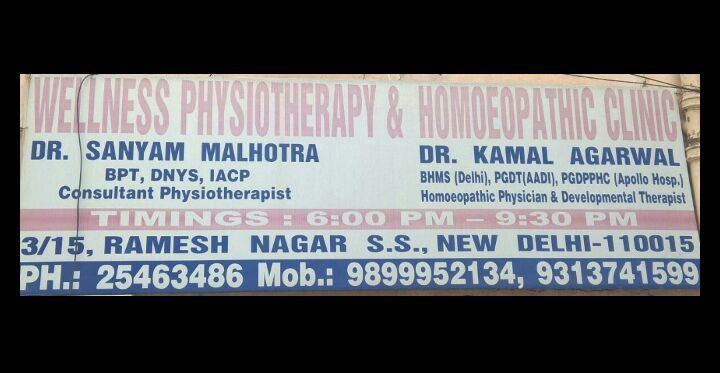 WELLNESS PHYSIOTHERAPY & HOMOEOPATHIC CLINIC
DR. SANYAM MALHOTRA
BPT, DNYS, IACP
Consultant Physiotherapist
DR. KAMAL AGARWAL
BHMS (Delhi), PGDT(AADI), PGDPPHC (Apollo Hosp.)
Homoeopathic Physician & Developmental Therapist
TIMINGS : 6:00 PM – 9:30 PM
3/15, RAMESH NAGAR S.S., NEW DELHI-110015
PH.: 25463486 Mob.: 9899952134, 9313741599